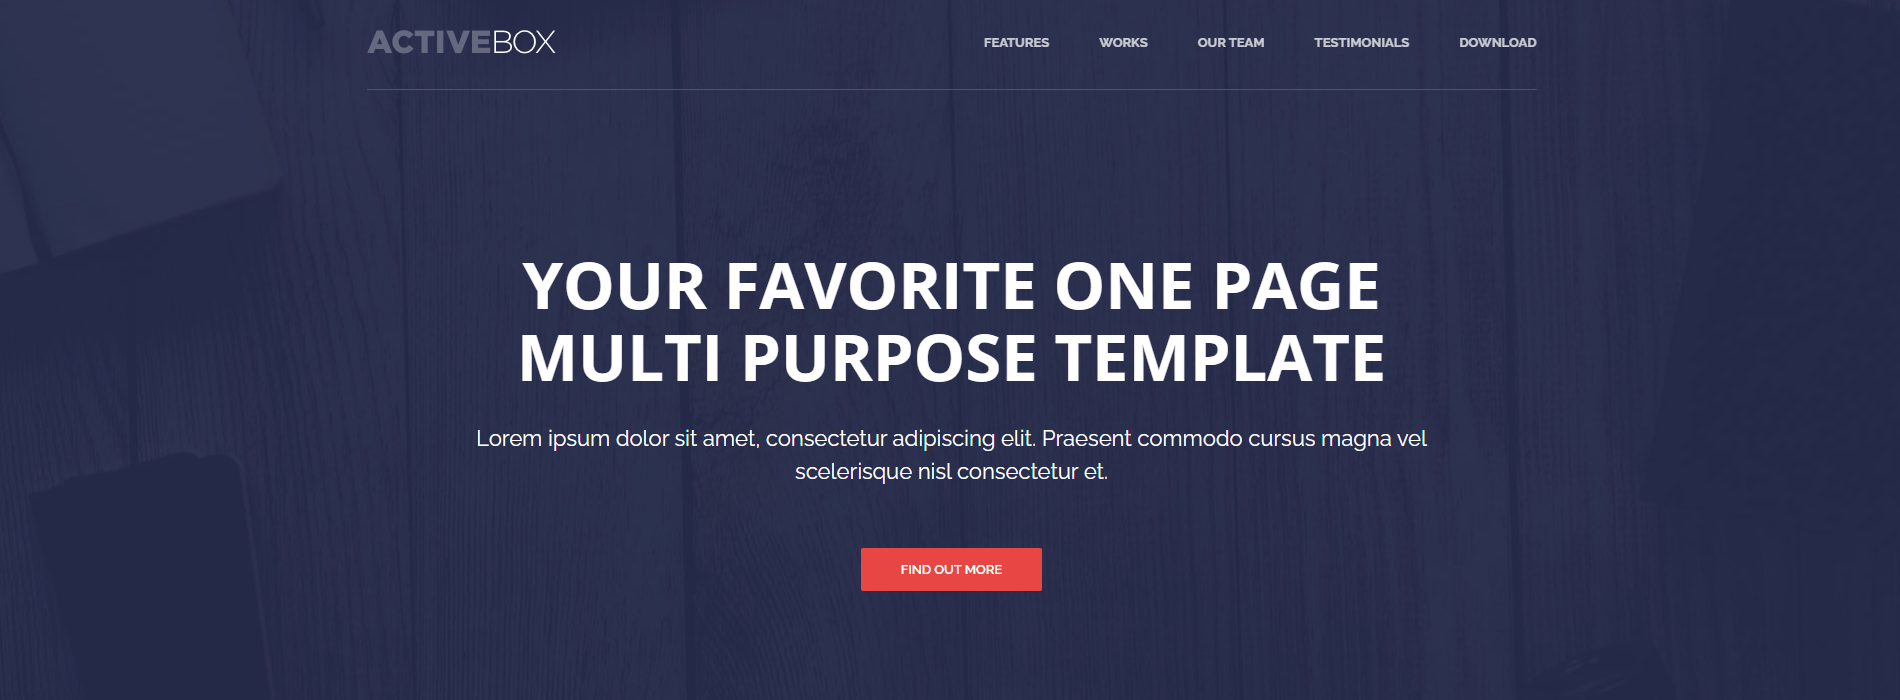 ACTIVEBOX
FEATURES WORKS OUR TEAM TESTIMONIALS DOWNLOAD
YOUR FAVORITE ONE PAGE
MULTI PURPOSE TEMPLATE
Lorem ipsum dolor sit amet, consectetur adipiscing elit. Praesent commodo cursus magna vel
scelerisque nisl consectetur et.
FIND OUT MORE